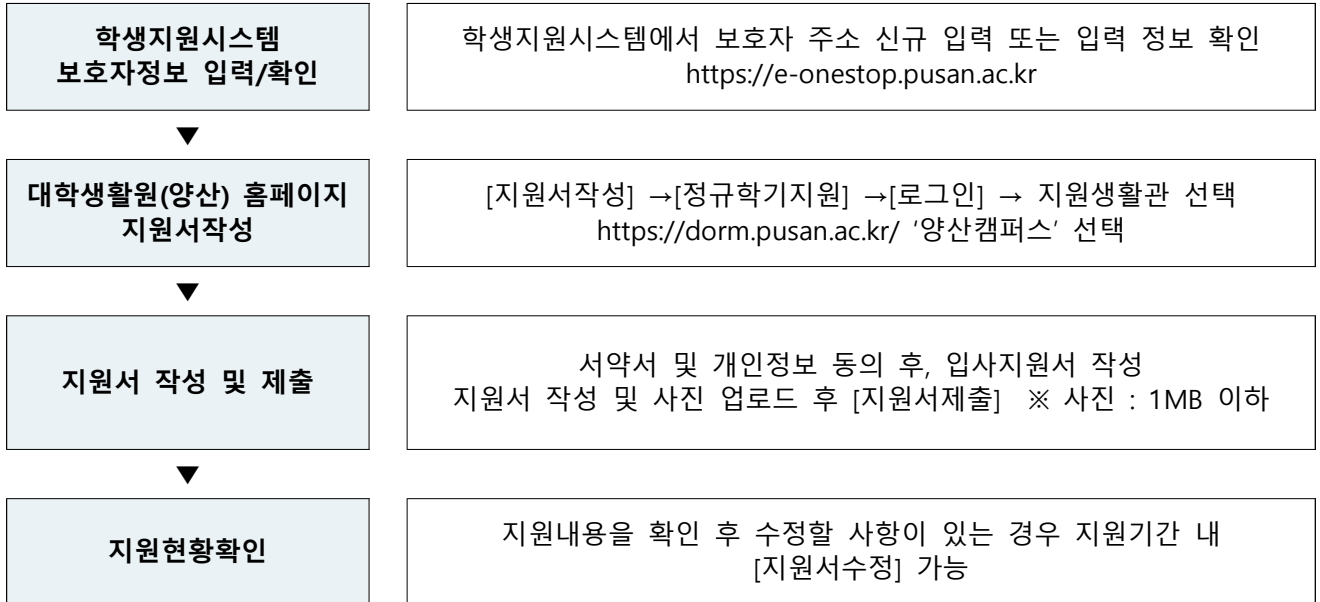 학생지원시스템
보호자정보 입력/확인
학생지원시스템에서 보호자 주소 신규 입력 또는 입력 정보 확인
https://e-onestop.pusan.ac.kr
▼
대학생활원(양산) 홈페이지
지원서작성
[지원서작성] →[정규학기지원] →[로그인] → 지원생활관 선택
https://dorm.pusan.ac.kr/ ‘양산캠퍼스’ 선택
▼
지원서 작성 및 제출
서약서 및 개인정보 동의 후, 입사지원서 작성
지원서 작성 및 사진 업로드 후 [지원서제출] ※ 사진 : 1MB 이하
▼
지원현황확인
지원내용을 확인 후 수정할 사항이 있는 경우 지원기간 내
[지원서수정] 가능